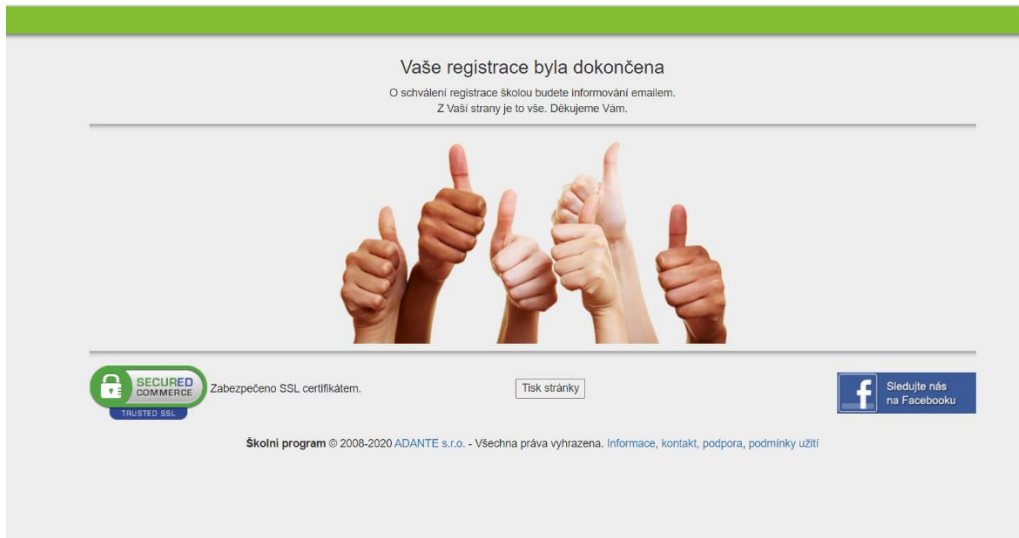 Vaše registrace byla dokončena
O schválení registrace školou budete informování emailem.
Z Vaší strany je to vše. Děkujeme Vám.
SECURED
COMMERCE
TRUSTED SSL
Zabezpečeno SSL certifikátem.
Tisk stránky
Sledujte nás
na Facebooku
Školní program © 2008-2020 ADANTE s.r.o. - Všechna práva vyhrazena. Informace, kontakt, podpora, podmínky užití